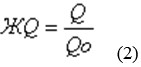 ЖQ = Q / Qo (2)